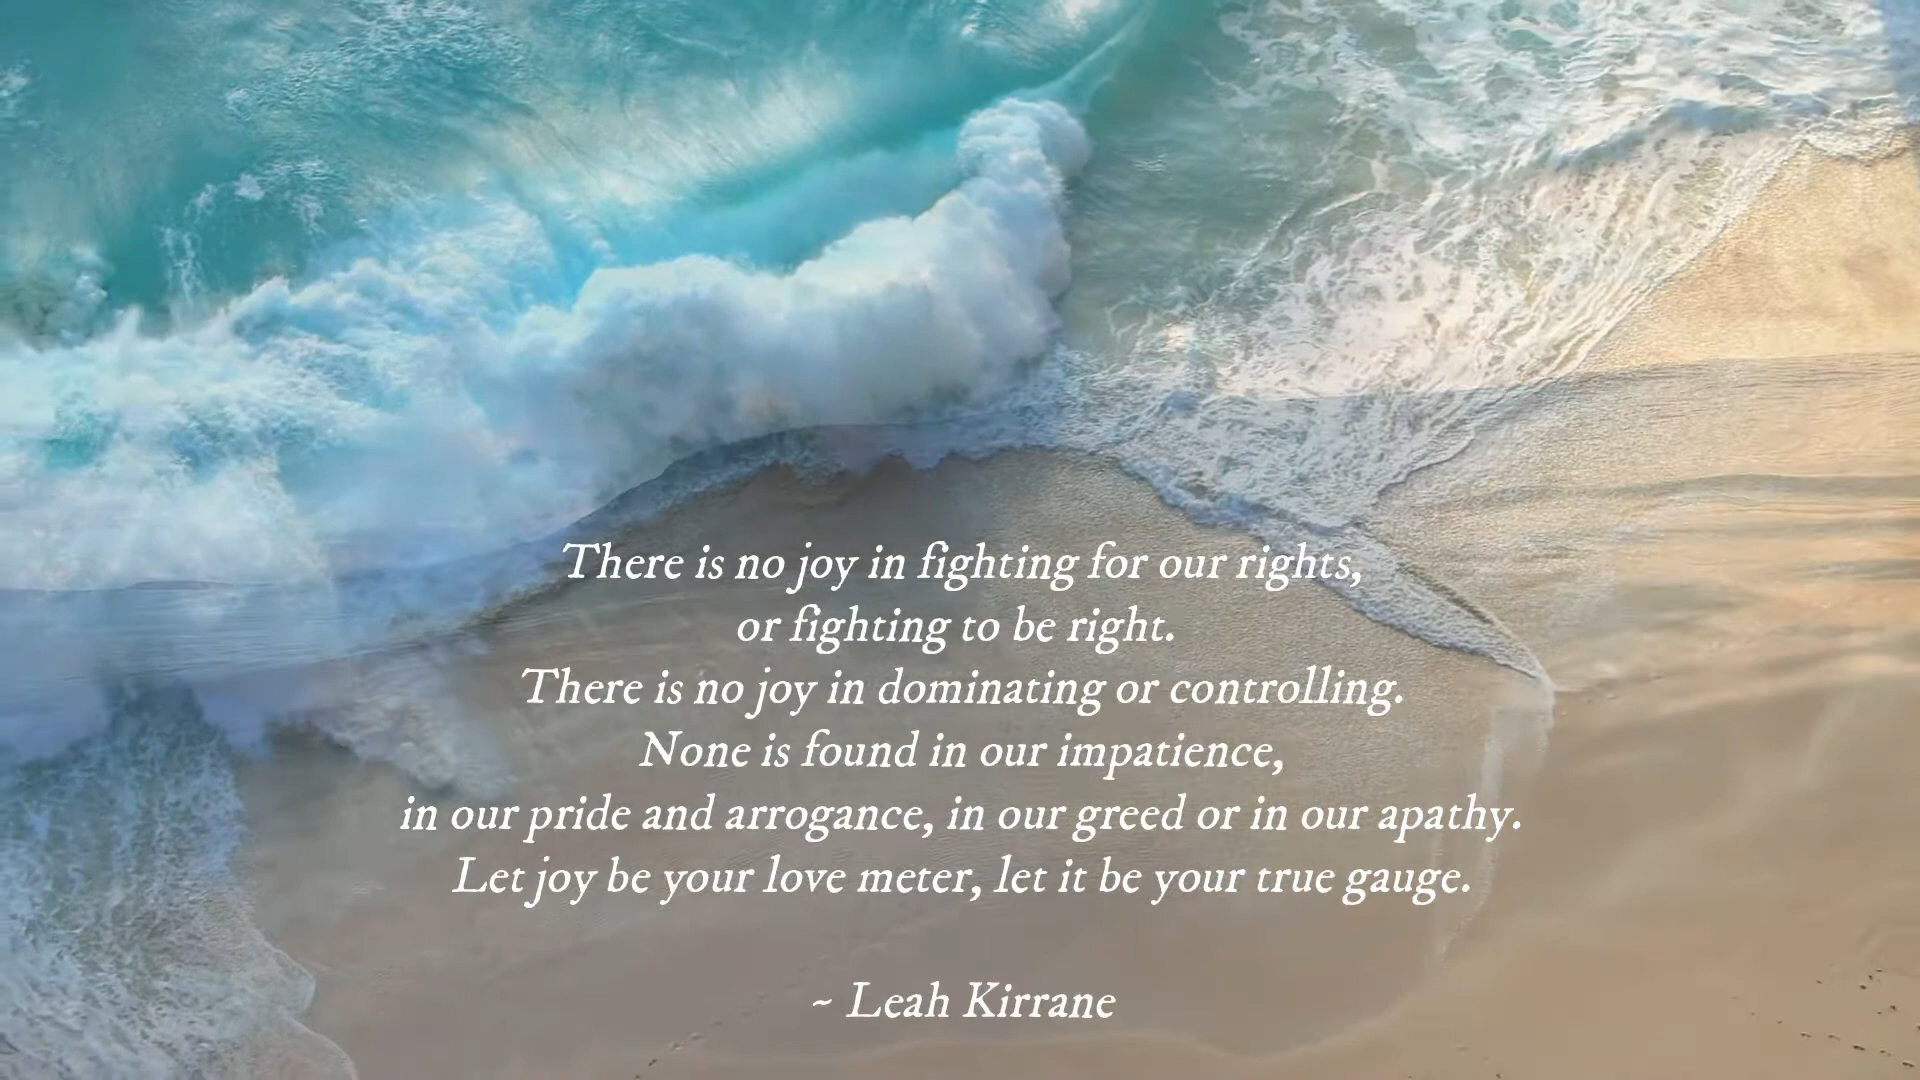 There is no joy in fighting for our rights,
or fighting to be right.
There is no joy in dominating or controlling.
None is found in our impatience,
in our pride and arrogance, in our greed or in our apathy.
Let joy be your love meter, let it be your true gauge.
~ Leah Kirrane